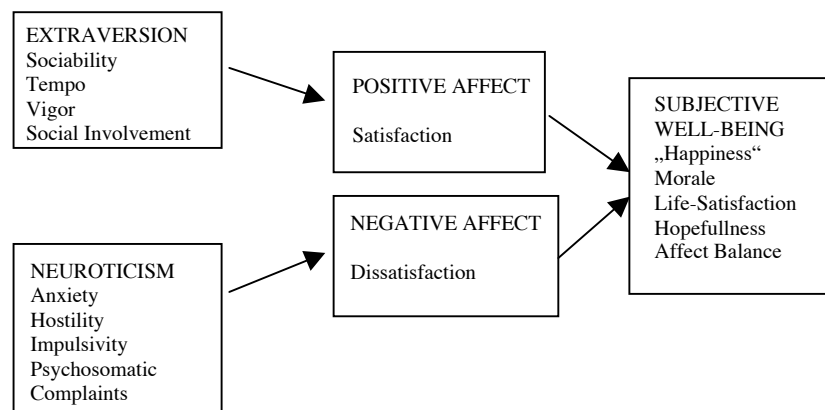 EXTRAVERSION
Sociability
Tempo
Vigor
Social Involvement
POSITIVE AFFECT
Satisfaction
NEGATIVE AFFECT
Dissatisfaction
NEUROTICISM
Anxiety
Hostility
Impulsivity
Psychosomatic
Complaints
SUBJECTIVE
WELL-BEING
„Happiness“
Morale
Life-Satisfaction
Hopefullness
Affect Balance